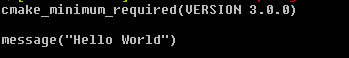 cmake_minimum_required(VERSION 3.0.0)
message("Hello World")